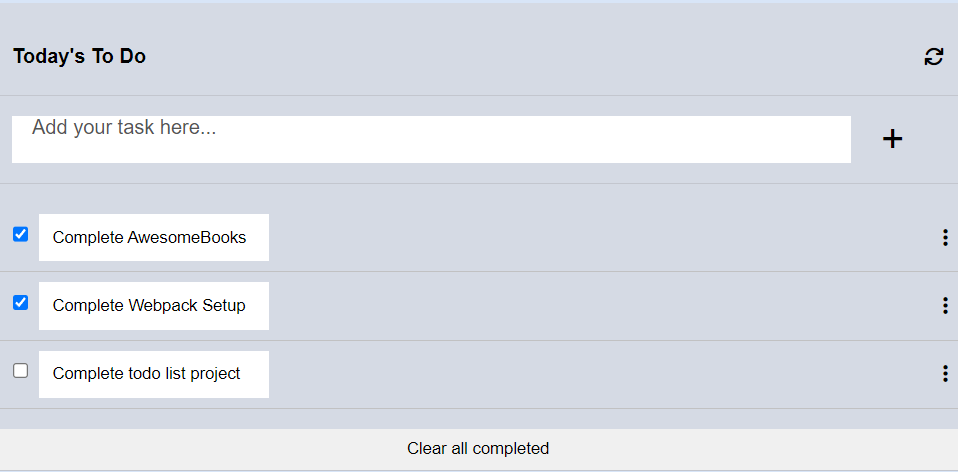 Today's To Do
Add your task here...
Complete AwesomeBooks
Complete Webpack Setup
Complete todo list project
Clear all completed